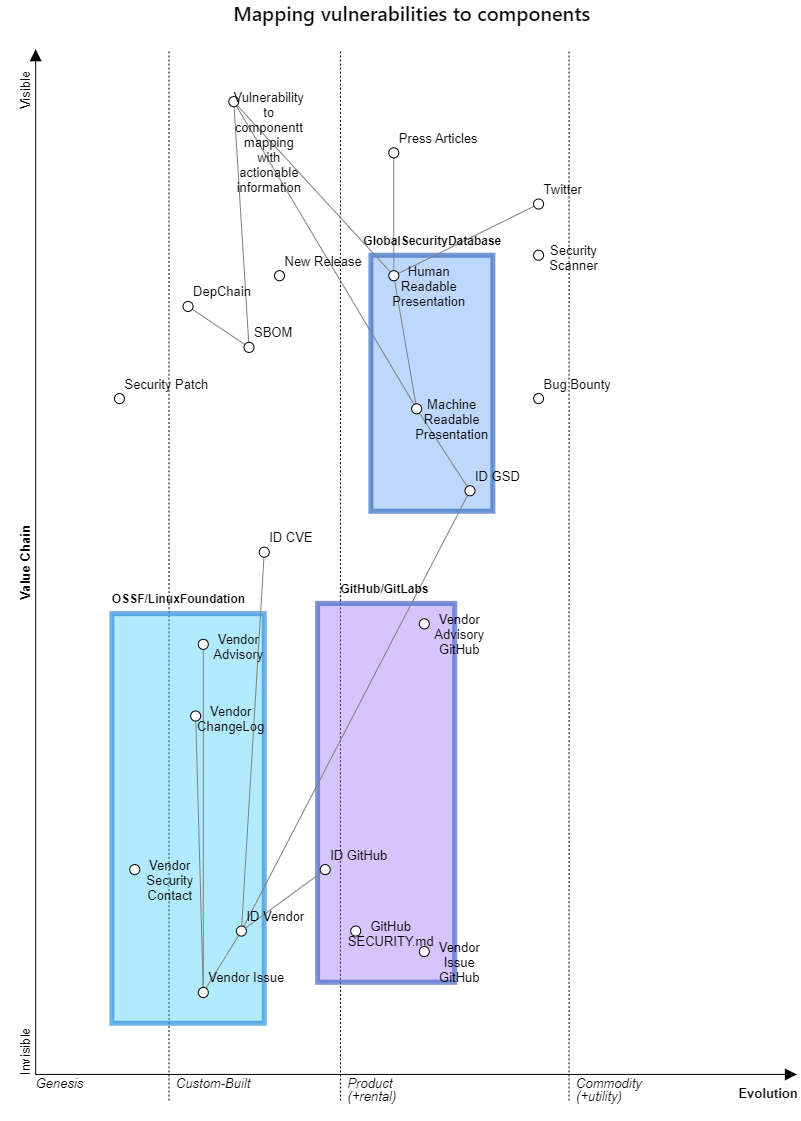 Mapping vulnerabilities to components
Visible
Vulnerability
to
componentt
mapping
with
actionable
information
Press Articles
Twitter
GlobalSecurityDatabase
Security
Scanner
New Release
Human
Readable
Presentation
DepChain
SBOM
Security Patch
Bug Bounty
Machine
Readable
Presentation
ID GSD
Value Chain
ID CVE
OSSF/LinuxFoundation
GitHub/GitLabs
Vendor
Advisory
Vendor
Advisory
GitHub
Vendor
ChangeLog
ID GitHub
Vendor
Security
Contact
ID Vendor
GitHub
SECURITY.md
Vendor
Issue
GitHub
Vendor Issue
Invisible
Genesis
Custom-Built
Product
(+rental)
Commodity
(+utility)
Evolution